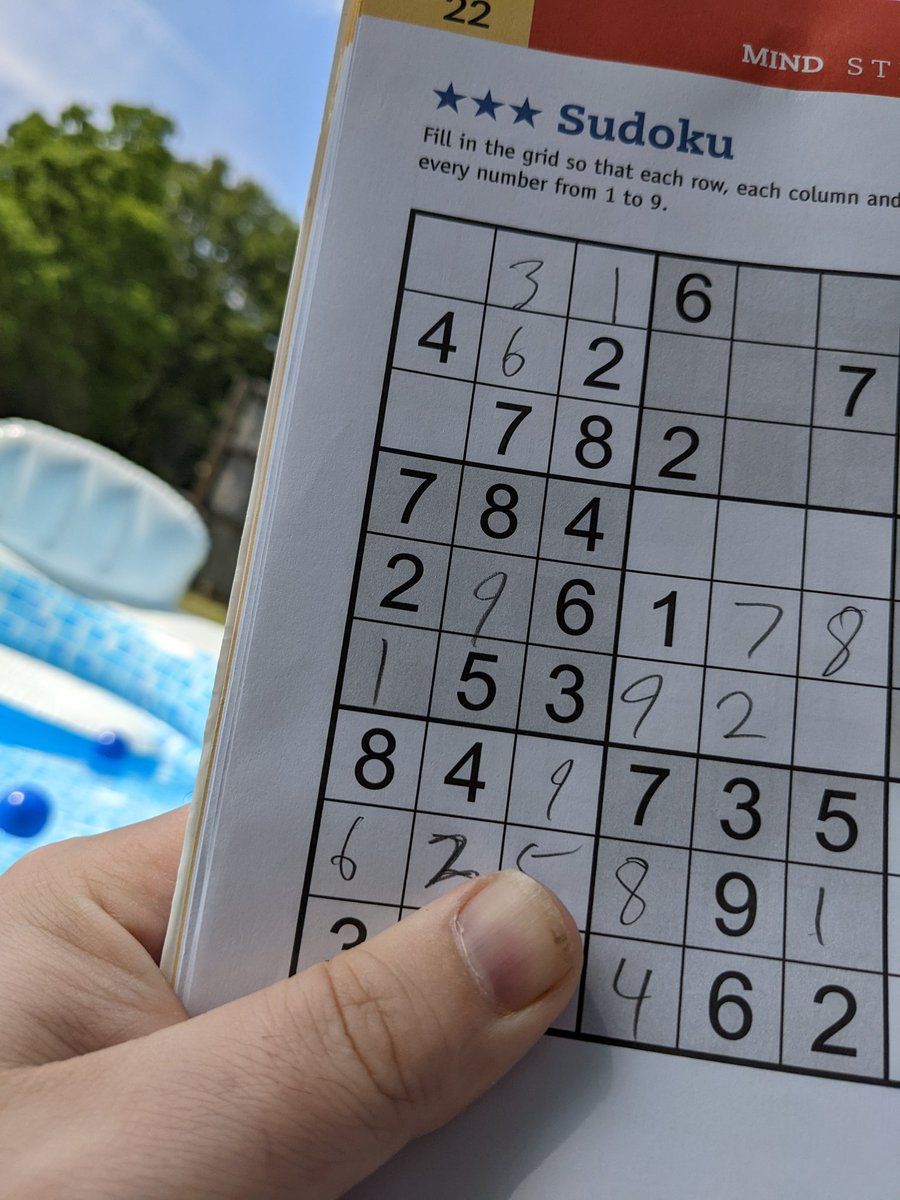 22
MIND ST
★★★ Sudoku
Fill in the grid so that each row, each column and
every number from 1 to 9.
3 1 6
4 6 2 7
7 8 2
7 8 4
2 9 6 1 7 8
1 5 3 9 2
8 4 9 7 3 5
6 2 5 8 9 1
3 4 6 2